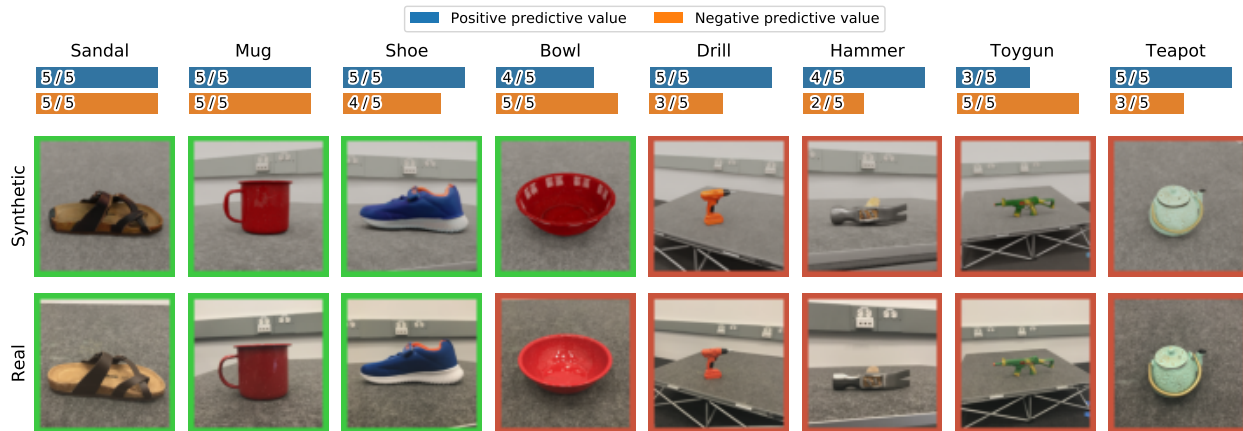 Positive predictive value Negative predictive value
Sandal Mug Shoe Bowl Drill Hammer Toygun Teapot
5 / 5 5 / 5 5 / 5 4 / 5 5 / 5 4 / 5 3 / 5 5 / 5
5 / 5 5 / 5 4 / 5 5 / 5 3 / 5 2 / 5 5 / 5 3 / 5
Synthetic
Real